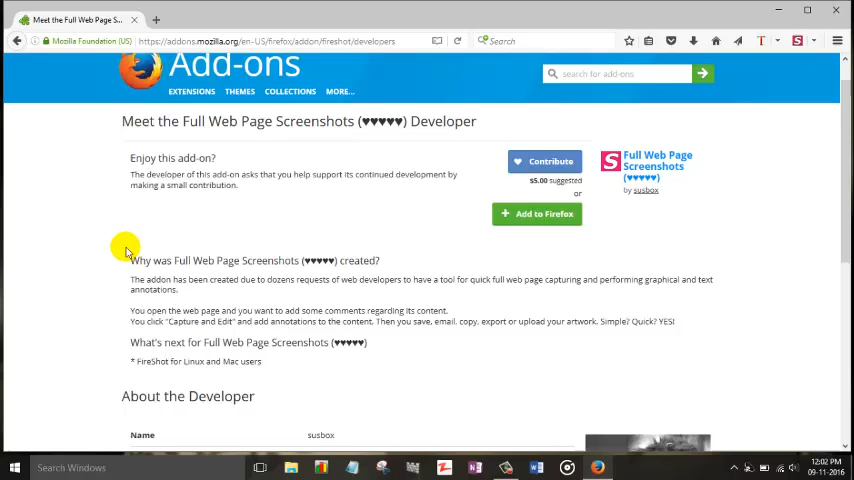 Meet the Full Web Page S...
Mozilla Foundation (US)
https://addons.mozilla.org/en-US/firefox/addon/fireshot/developers
Search
Add-ons
EXTENSIONS THEMES COLLECTIONS MORE...
search for add-ons
Meet the Full Web Page Screenshots (♥♥♥♥♥) Developer
Enjoy this add-on?
The developer of this add-on asks that you help support its continued development by
making a small contribution.
Contribute
$5.00 suggested
or
Add to Firefox
Full Web Page
Screenshots
(♥♥♥♥♥)
by susbox
Why was Full Web Page Screenshots (♥♥♥♥♥) created?
The addon has been created due to dozens requests of web developers to have a tool for quick full web page capturing and performing graphical and text
annotations.
You open the web page and you want to add some comments regarding its content.
You click "Capture and Edit" and add annotations to the content. Then you save, email, copy, export or upload your artwork. Simple? Quick? YES!
What's next for Full Web Page Screenshots (♥♥♥♥♥)
* FireShot for Linux and Mac users
About the Developer
Name susbox
Search Windows
12:02 PM
09-11-2016